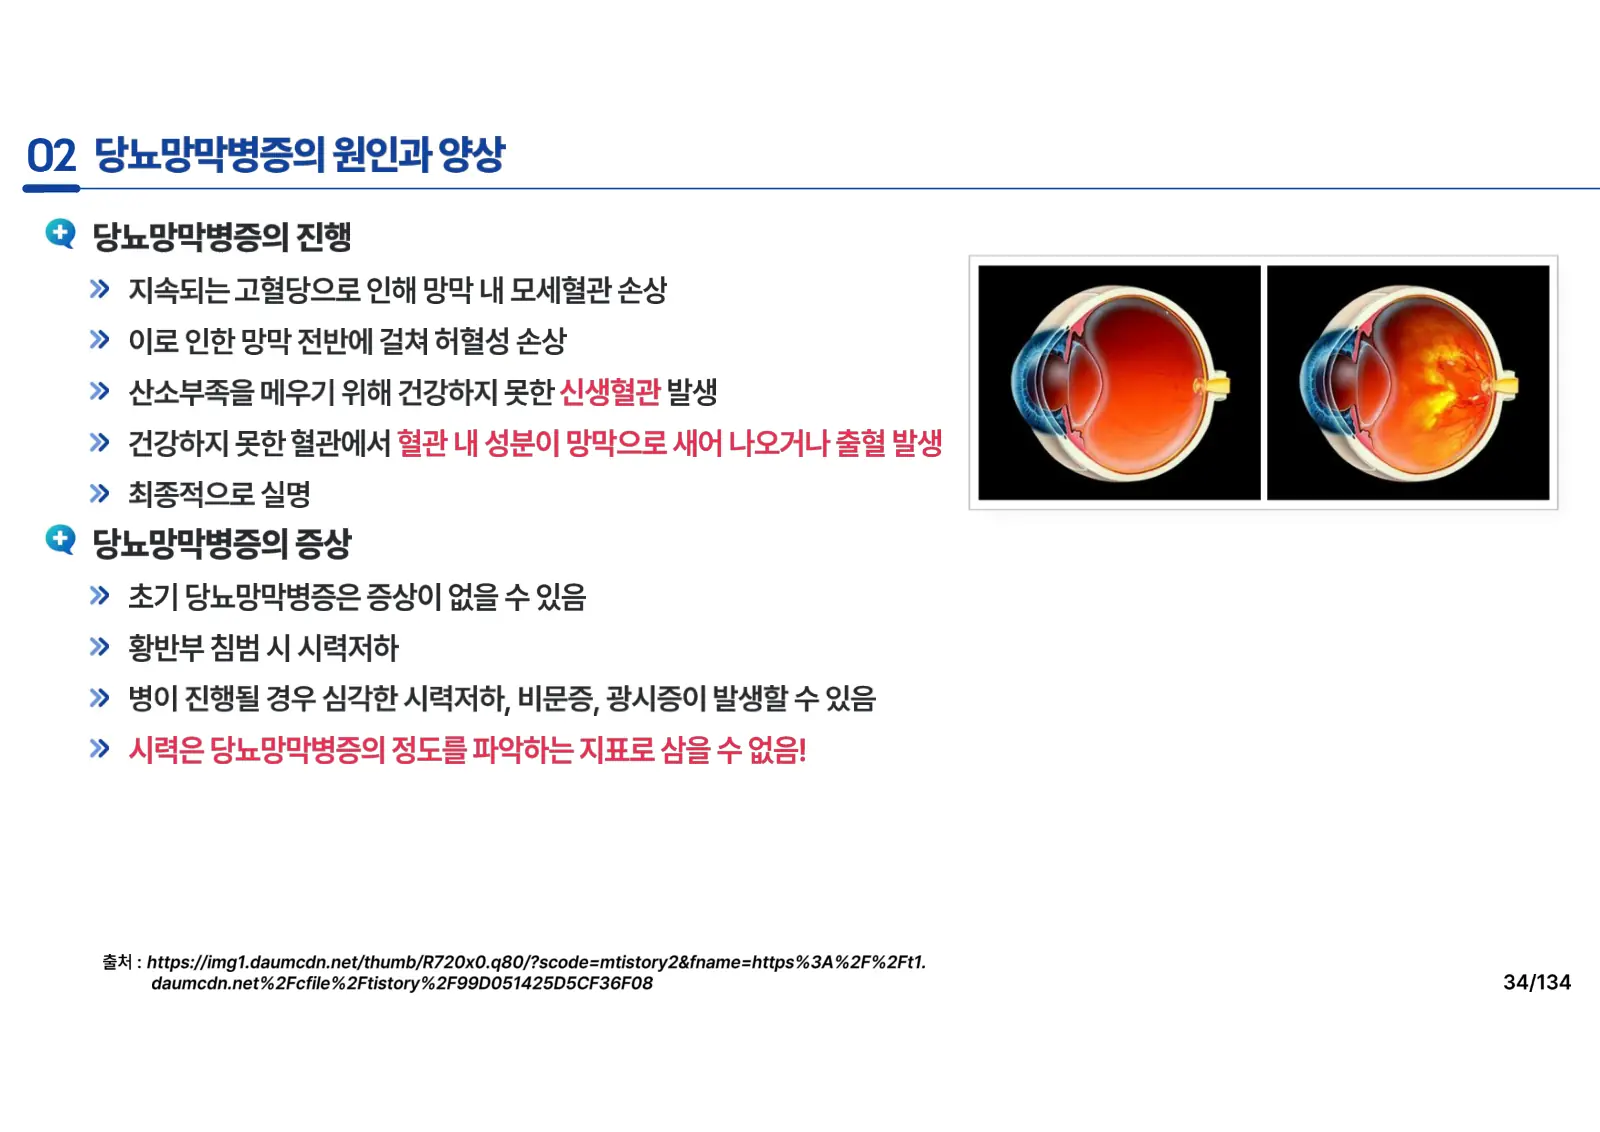 02 당뇨망막병증의 원인과 양상
당뇨망막병증의 진행
지속되는 고혈당으로 인해 망막 내 모세혈관 손상
이로 인한 망막 전반에 걸쳐 허혈성 손상
산소부족을 메우기 위해 건강하지 못한 신생혈관 발생
건강하지 못한 혈관에서 혈관 내 성분이 망막으로 새어 나오거나 출혈 발생
최종적으로 실명
당뇨망막병증의 증상
초기 당뇨망막병증은 증상이 없을 수 있음
황반부 침범 시 시력저하
병이 진행될 경우 심각한 시력저하, 비문증, 광시증이 발생할 수 있음
시력은 당뇨망막병증의 정도를 파악하는 지표로 삼을 수 없음!
출처 : https://img1.daumcdn.net/thumb/R720x0.q80/?scode=mtistory2&fname=https%3A%2F%2Ft1.
daumcdn.net%2Fcfile%2Ftistory%2F99D051425D5CF36F08
34/134